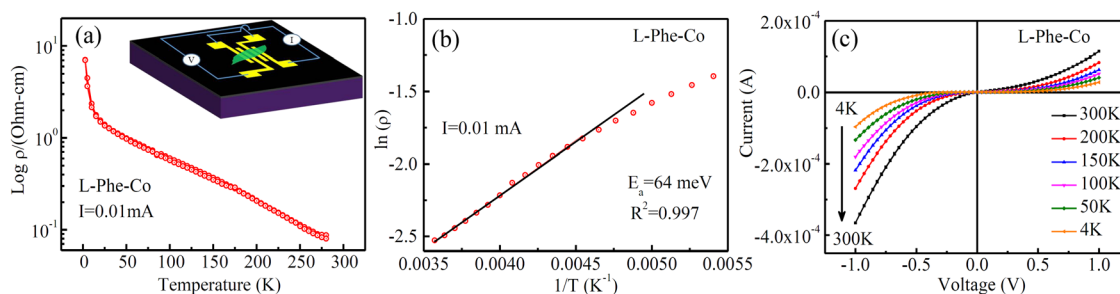 (a)
I
V
Log ρ/(Ohm-cm)
10¹
10⁰
10⁻¹
L-Phe-Co
I=0.01mA
0 50 100 150 200 250 300
Temperature (K)
(b)
L-Phe-Co
ln (ρ)
-1.0
-1.5
-2.0
-2.5
I=0.01 mA
Eₐ=64 meV
R²=0.997
0.0035 0.0040 0.0045 0.0050 0.0055
1/T (K⁻¹)
(c)
L-Phe-Co
Current (A)
2.0x10⁻⁴
0.0
-2.0x10⁻⁴
-4.0x10⁻⁴
4K
300K
300K
200K
150K
100K
50K
4K
-1.0 -0.5 0.0 0.5 1.0
Voltage (V)